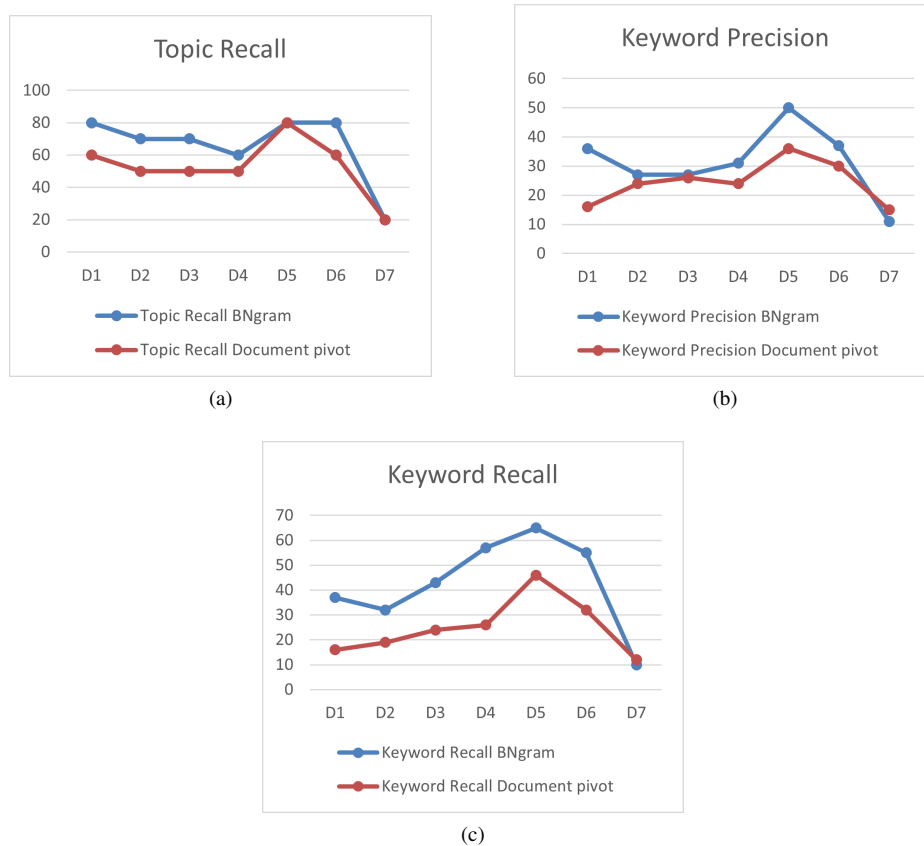 Topic Recall
100
80
60
40
20
0
D1 D2 D3 D4 D5 D6 D7
Topic Recall BNgram
Topic Recall Document pivot
(a)
Keyword Precision
60
50
40
30
20
10
0
D1 D2 D3 D4 D5 D6 D7
Keyword Precision BNgram
Keyword Precision Document pivot
(b)
Keyword Recall
70
60
50
40
30
20
10
0
D1 D2 D3 D4 D5 D6 D7
Keyword Recall BNgram
Keyword Recall Document pivot
(c)